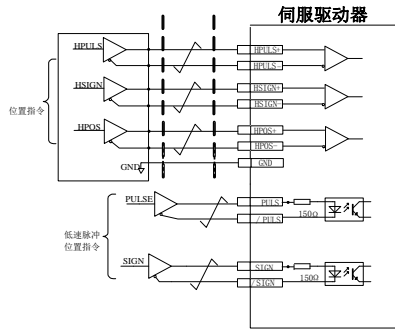 伺服驱动器
HPULS
HPULS+
HPULS-
HSIGN
HSIGN+
HSIGN-
位置指令
HPOS
HPOS+
HPOS-
GND
GND
PULSE
PULS
150Ω
/PULS
低速脉冲
位置指令
SIGN
SIGN
150Ω
/SIGN